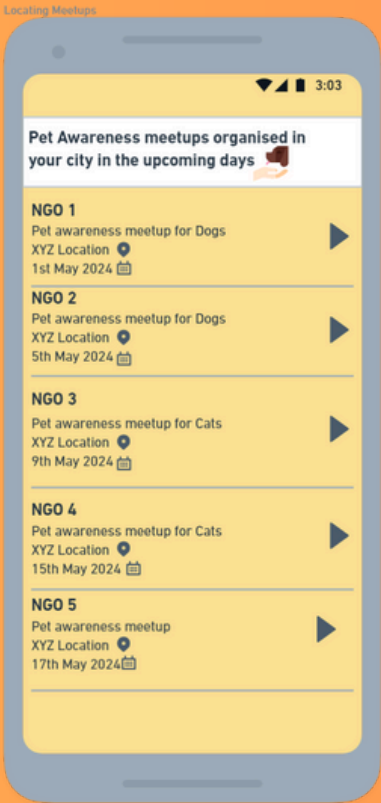 Locating Meetups
3:03
Pet Awareness meetups organised in
your city in the upcoming days
NGO 1
Pet awareness meetup for Dogs
XYZ Location
1st May 2024
NGO 2
Pet awareness meetup for Dogs
XYZ Location
5th May 2024
NGO 3
Pet awareness meetup for Cats
XYZ Location
9th May 2024
NGO 4
Pet awareness meetup for Cats
XYZ Location
15th May 2024
NGO 5
Pet awareness meetup
XYZ Location
17th May 2024